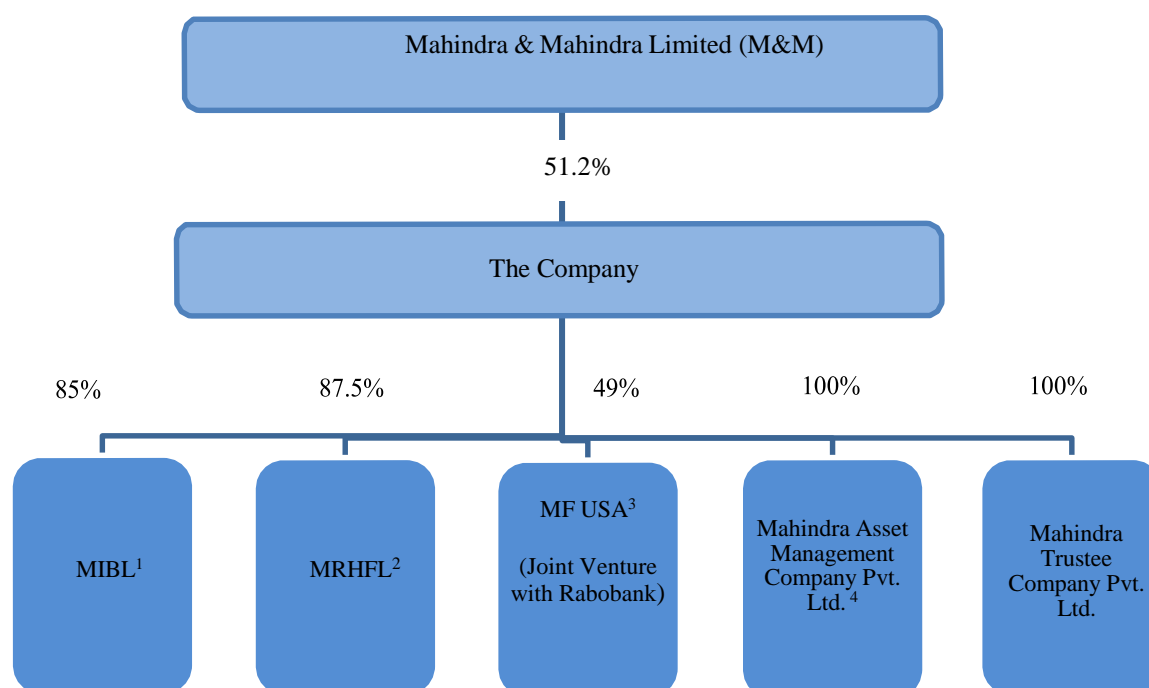 Mahindra & Mahindra Limited (M&M)
51.2%
The Company
85%
87.5%
49%
100%
100%
MIBL¹
MRHFL²
MF USA³
(Joint Venture
with Rabobank)
Mahindra Asset
Management
Company Pvt.
Ltd. ⁴
Mahindra
Trustee
Company Pvt.
Ltd.